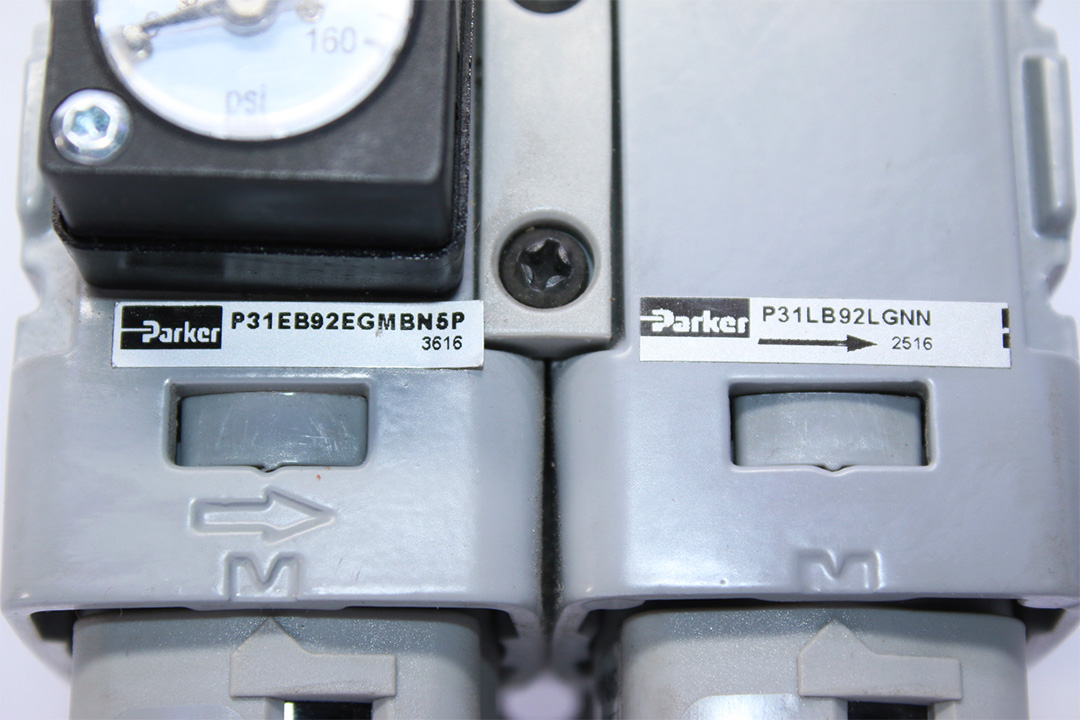 160
psi
Parker P31EB92EGMBN5P
3616
Parker P31LB92LGNN
2516